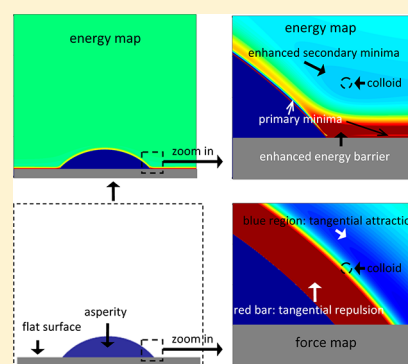 energy map
zoom in
energy map
enhanced secondary minima
colloid
primary minima
enhanced energy barrier
asperity
flat surface
zoom in
blue region: tangential attractio
colloid
red bar: tangential repulsion
force map